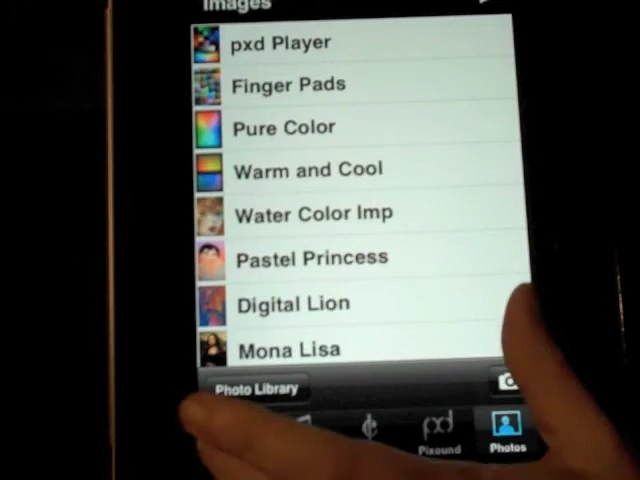 Images
pxd Player
Finger Pads
Pure Color
Warm and Cool
Water Color Imp
Pastel Princess
Digital Lion
Mona Lisa
Photo Library
pxd
Pixound
Photos